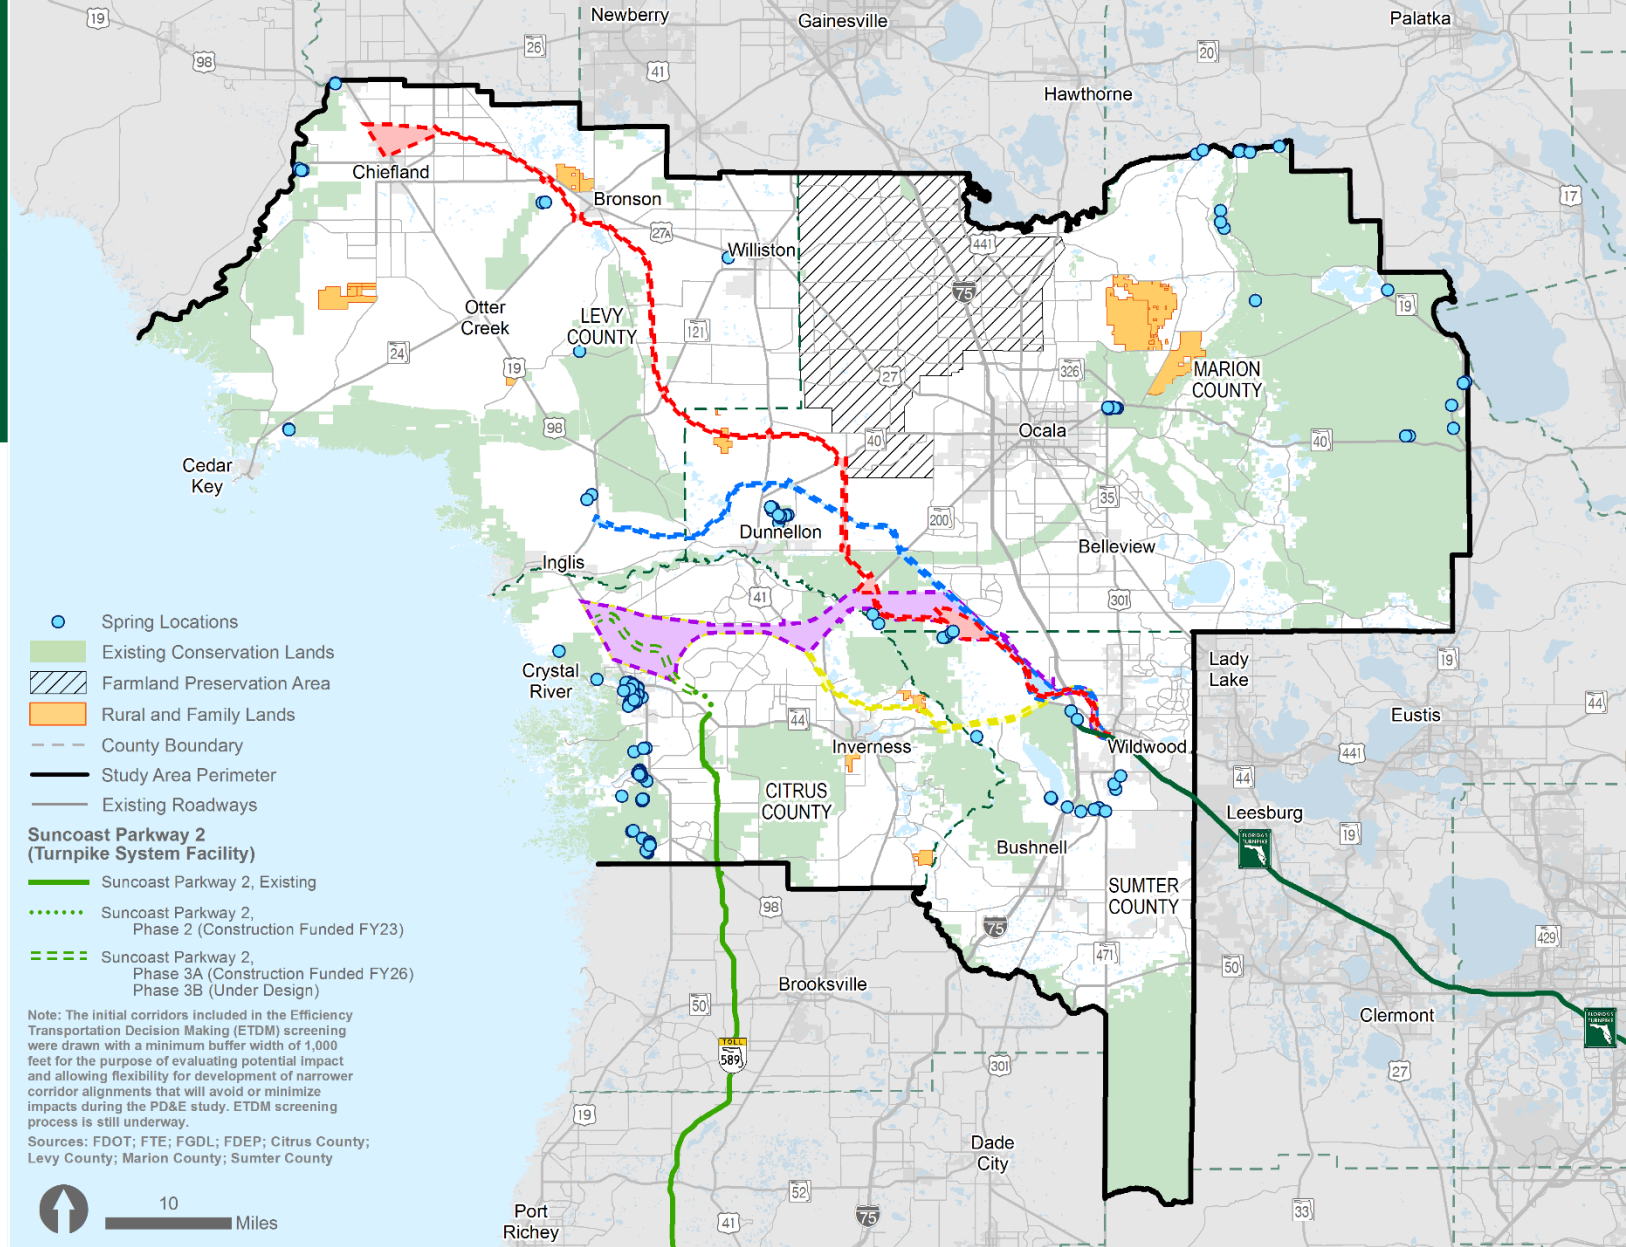 Newberry
Gainesville
Palatka
19
98
26
41
20
Hawthorne
17
Chiefland
Bronson
27A
Williston
441
75
19
Otter
Creek
LEVY
COUNTY
121
24
19
27
326
MARION
COUNTY
98
40
Ocala
40
Cedar
Key
35
200
Dunnellon
Belleview
Inglis
41
301
Crystal
River
Lady
Lake
19
44
44
Eustis
Inverness
Wildwood
441
44
CITRUS
COUNTY
Leesburg
19
FLORIDA'S
TURNPIKE
Bushnell
SUMTER
COUNTY
98
75
429
471
50
Brooksville
50
Clermont
FLORIDA'S
TURNPIKE
TOLL
589
301
27
19
Dade
City
52
41
75
33
Port
Richey
Spring Locations
Existing Conservation Lands
Farmland Preservation Area
Rural and Family Lands
County Boundary
Study Area Perimeter
Existing Roadways
Suncoast Parkway 2
(Turnpike System Facility)
Suncoast Parkway 2, Existing
Suncoast Parkway 2,
Phase 2 (Construction Funded FY23)
Suncoast Parkway 2,
Phase 3A (Construction Funded FY26)
Phase 3B (Under Design)
Note: The initial corridors included in the Efficiency
Transportation Decision Making (ETDM) screening
were drawn with a minimum buffer width of 1,000
feet for the purpose of evaluating potential impact
and allowing flexibility for development of narrower
corridor alignments that will avoid or minimize
impacts during the PD&E study. ETDM screening
process is still underway.
Sources: FDOT; FTE; FGDL; FDEP; Citrus County;
Levy County; Marion County; Sumter County
10
Miles